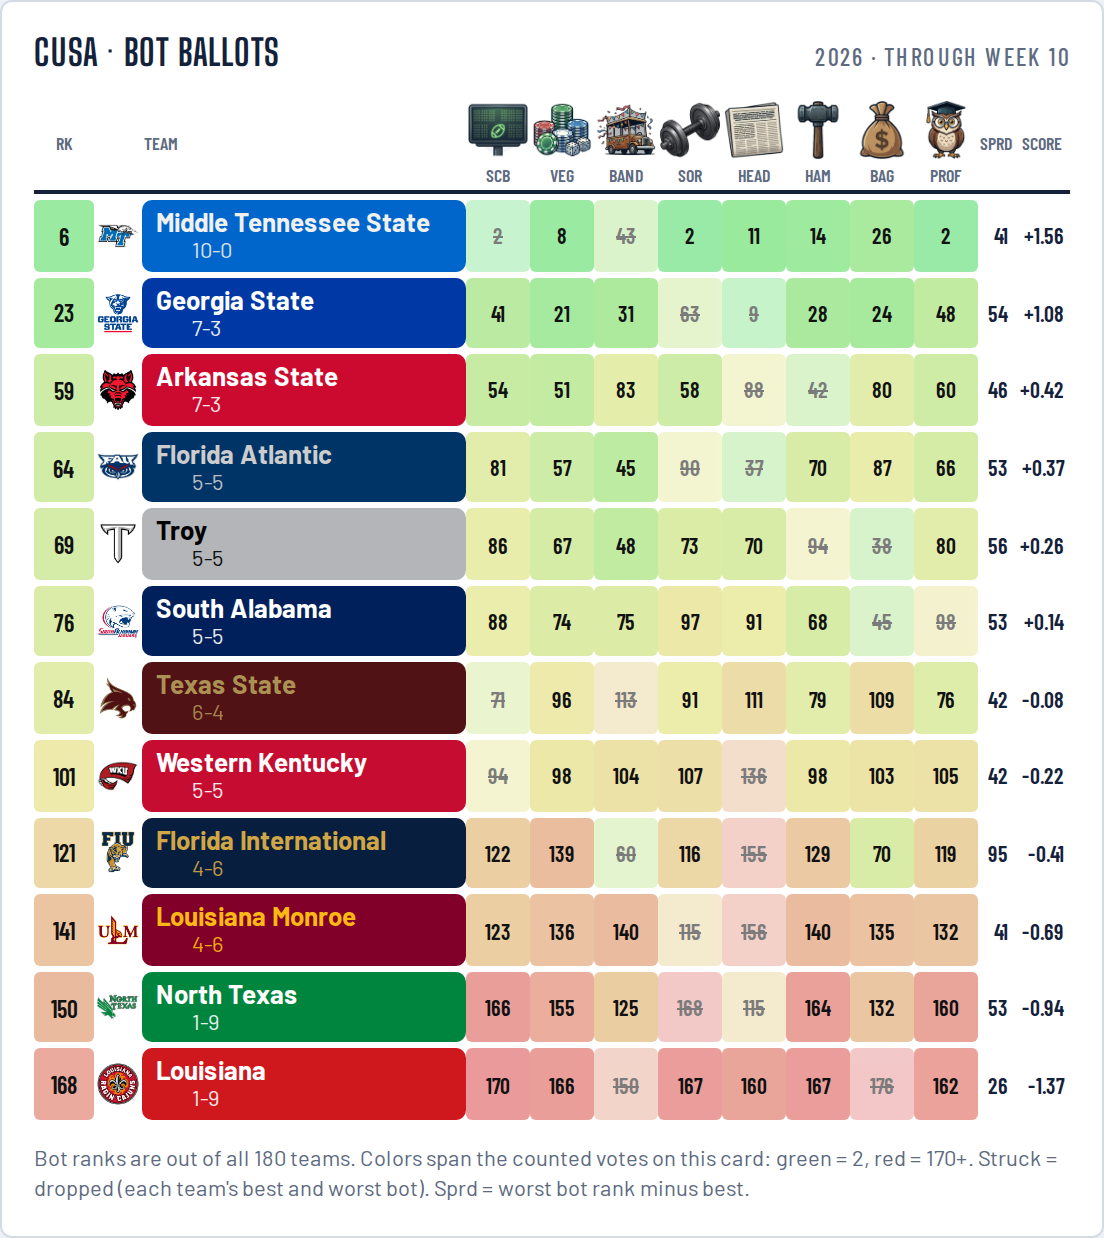 CUSA · BOT BALLOTS
2026 · THROUGH WEEK 10
RK TEAM SCB VEG BAND SOR HEAD HAM BAG PROF SPRD SCORE
6 MT Middle Tennessee State 2 8 43 2 11 14 26 2 41 +1.56
10-0
23 GEORGIA STATE Georgia State 41 21 31 63 9 28 24 48 54 +1.08
7-3
59 Arkansas State 54 51 83 58 88 42 80 60 46 +0.42
7-3
64 FAU Florida Atlantic 81 57 45 90 37 70 87 66 53 +0.37
5-5
69 T Troy 86 67 48 73 70 94 38 80 56 +0.26
5-5
76 South Alabama 88 74 75 97 91 68 45 98 53 +0.14
5-5
84 Texas State 71 96 113 91 111 79 109 76 42 -0.08
6-4
101 WKU Western Kentucky 94 98 104 107 136 98 103 105 42 -0.22
5-5
121 FIU Florida International 122 139 60 116 155 129 70 119 95 -0.41
4-6
141 ULM Louisiana Monroe 123 136 140 115 156 140 135 132 41 -0.69
4-6
150 NORTH TEXAS North Texas 166 155 125 168 115 164 132 160 53 -0.94
1-9
168 LOUISIANA RAGIN CAJUNS Louisiana 170 166 150 167 160 167 176 162 26 -1.37
1-9
Bot ranks are out of all 180 teams. Colors span the counted votes on this card: green = 2, red = 170+. Struck =
dropped (each team's best and worst bot). Sprd = worst bot rank minus best.